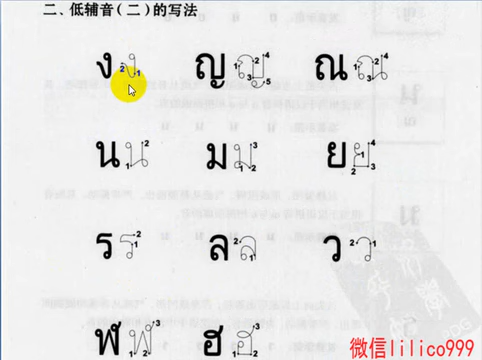 二、低辅音（二）的写法
ง ญ ณ
น ม ย
ร ล ว
ฬ ฮ
微信lilico999